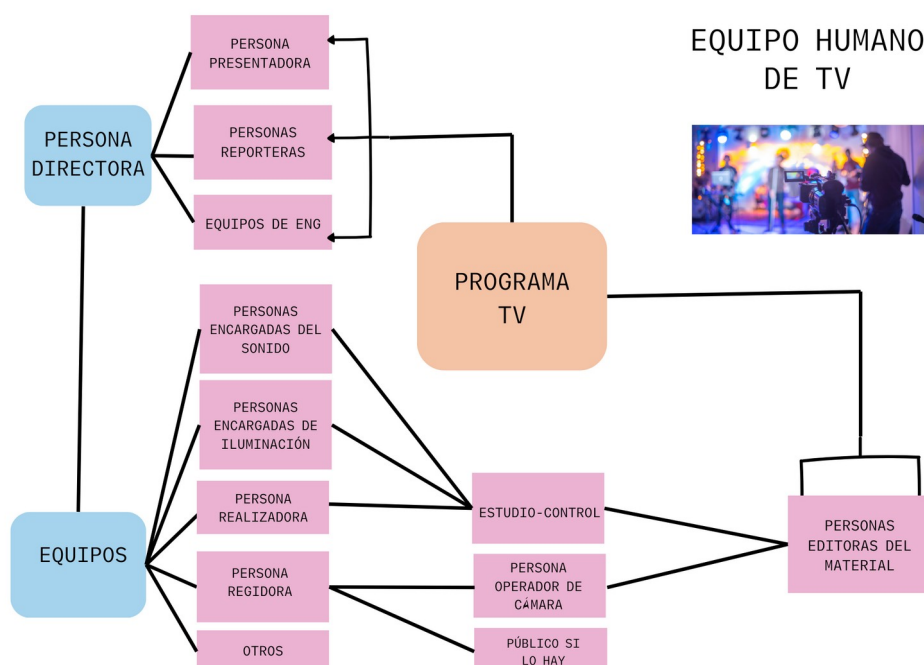 EQUIPO HUMANO
DE TV
PERSONA
DIRECTORA
PERSONA
PRESENTADORA
PERSONAS
REPORTERAS
EQUIPOS DE ENG
PROGRAMA
TV
EQUIPOS
PERSONAS
ENCARGADAS DEL
SONIDO
PERSONAS
ENCARGADAS DE
ILUMINACIÓN
PERSONA
REALIZADORA
PERSONA
REGIDORA
OTROS
ESTUDIO-CONTROL
PERSONA
OPERADOR DE
CÁMARA
PÚBLICO SI
LO HAY
PERSONAS
EDITORAS DEL
MATERIAL